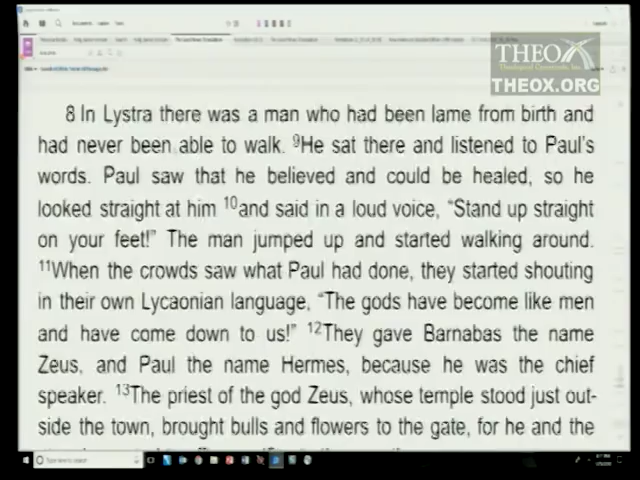 THEOX
THEOX.ORG
8 In Lystra there was a man who had been lame from birth and
had never been able to walk. 9He sat there and listened to Paul's
words. Paul saw that he believed and could be healed, so he
looked straight at him 10and said in a loud voice, “Stand up straight
on your feet!” The man jumped up and started walking around.
11When the crowds saw what Paul had done, they started shouting
in their own Lycaonian language, “The gods have become like men
and have come down to us!” 12They gave Barnabas the name
Zeus, and Paul the name Hermes, because he was the chief
speaker. 13The priest of the god Zeus, whose temple stood just out-
side the town, brought bulls and flowers to the gate, for he and the